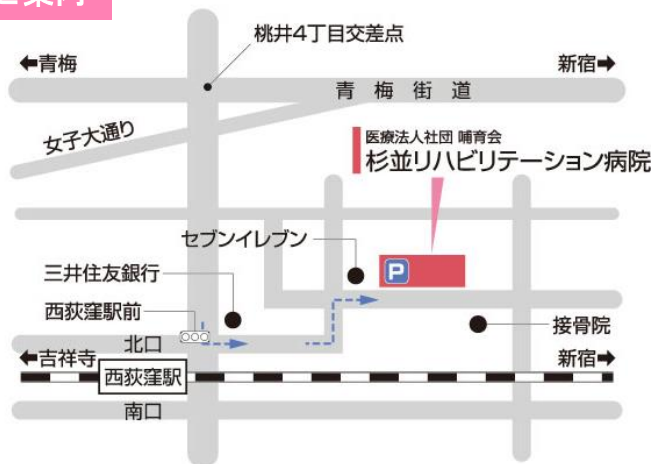 ご案内
桃井4丁目交差点
←青梅
新宿→
青梅街道
女子大通り
医療法人社団 哺育会
杉並リハビリテーション病院
セブンイレブン
P
三井住友銀行
西荻窪駅前
接骨院
北口
←吉祥寺
新宿→
西荻窪駅
南口